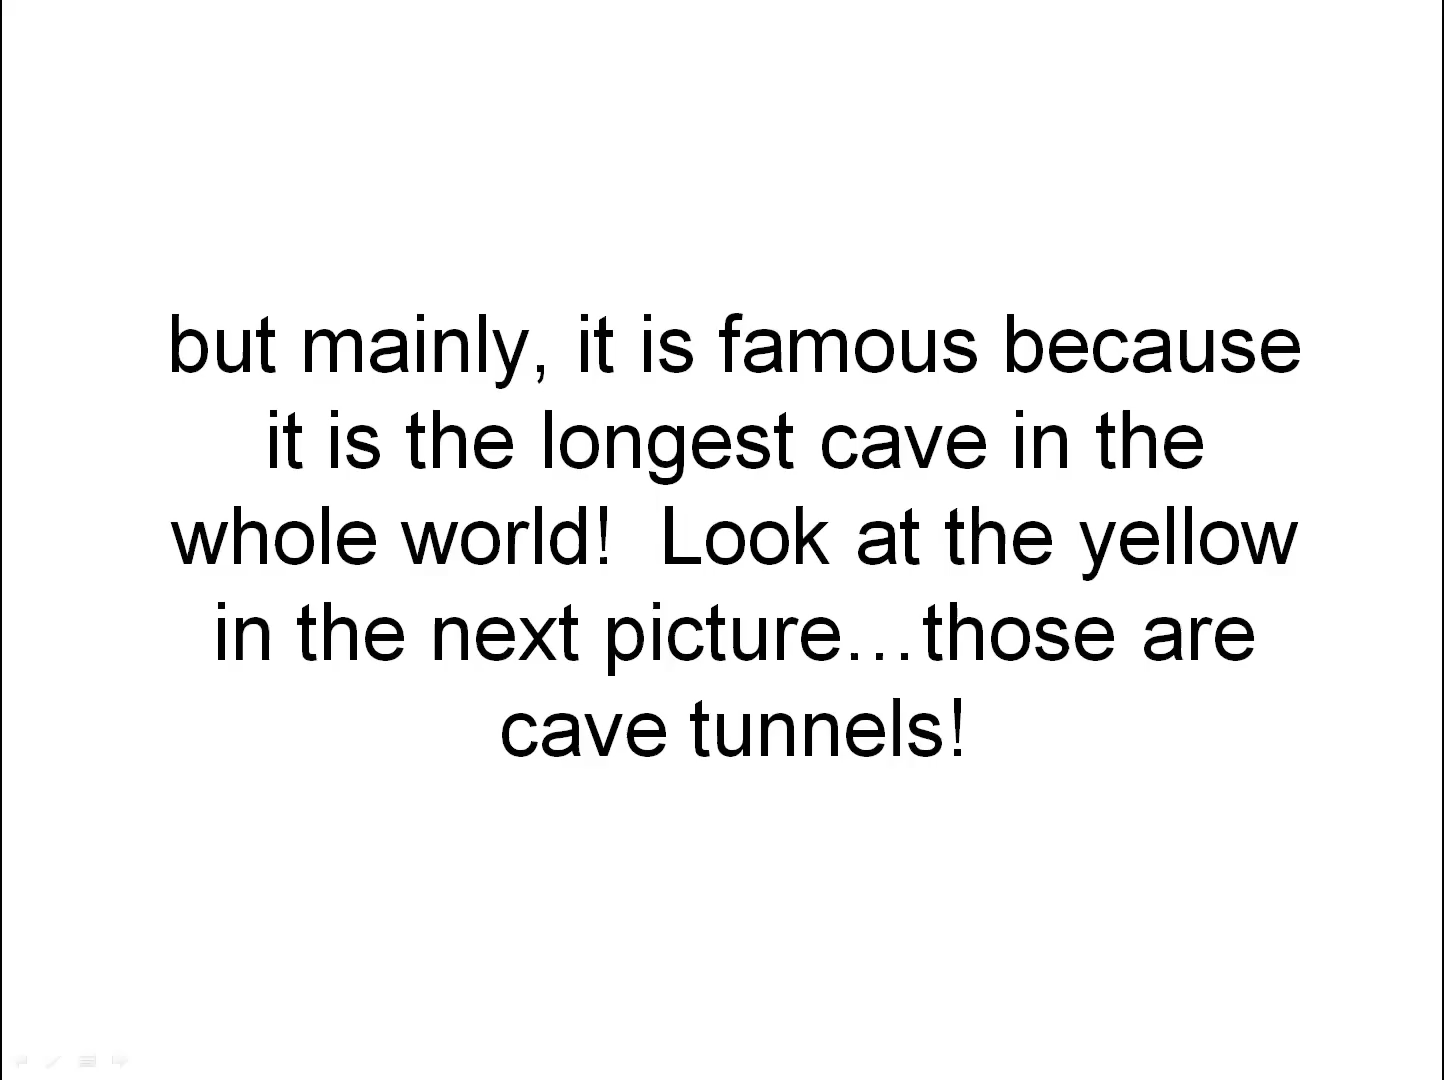 but mainly, it is famous because
it is the longest cave in the
whole world!  Look at the yellow
in the next picture…those are
cave tunnels!